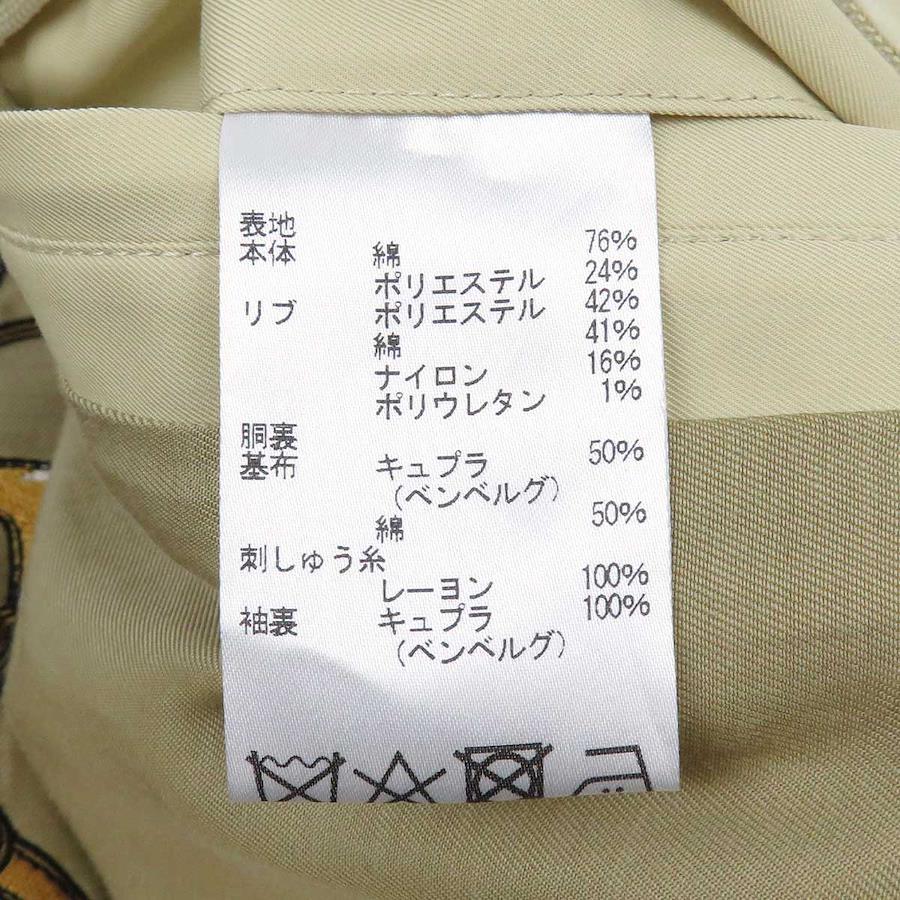 表地
本体 綿 76%
ポリエステル 24%
リブ ポリエステル 42%
綿 41%
ナイロン 16%
ポリウレタン 1%
胴裏
基布 キュプラ 50%
(ベンベルグ)
綿 50%
刺しゅう糸
レーヨン 100%
袖裏 キュプラ 100%
(ベンベルグ)